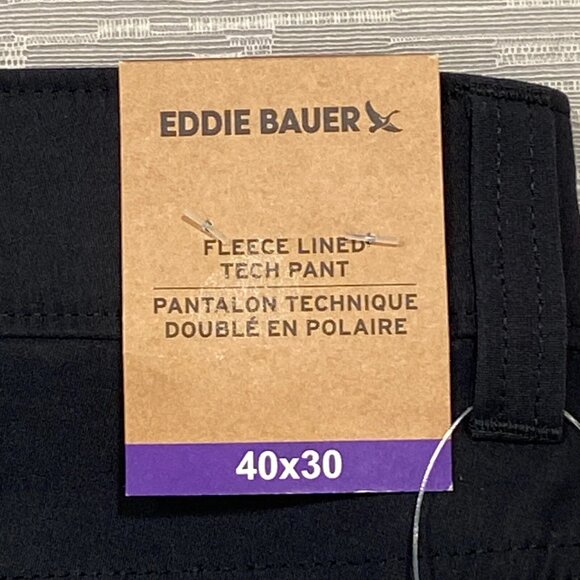 EDDIE BAUER
FLEECE LINED
TECH PANT
PANTALON TECHNIQUE
DOUBLÉ EN POLAIRE
40x30